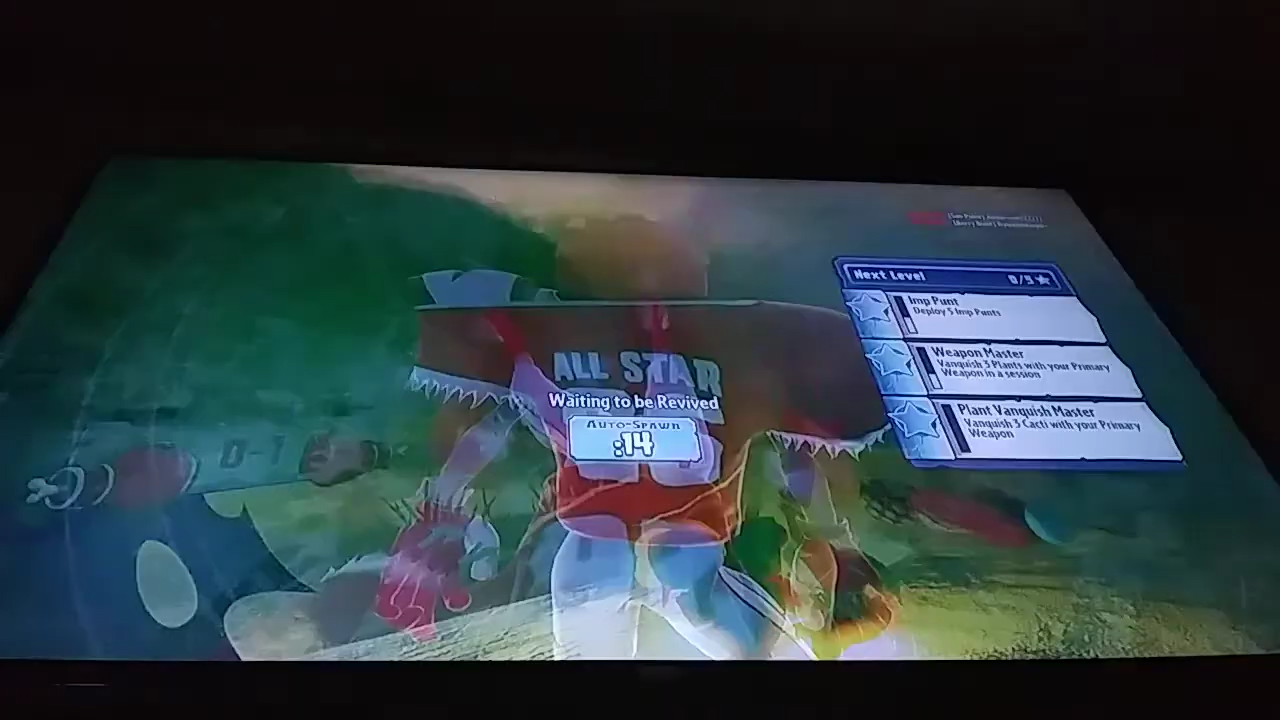 Next Level 0/3
Imp Punt
Deploy 5 Imp Punts
Weapon Master
Vanquish 3 Plants with your Primary
Weapon in a session
Plant Vanquish Master
Vanquish 3 Cacti with your Primary
Weapon
ALL STAR
Waiting to be Revived
Auto-Spawn
:14